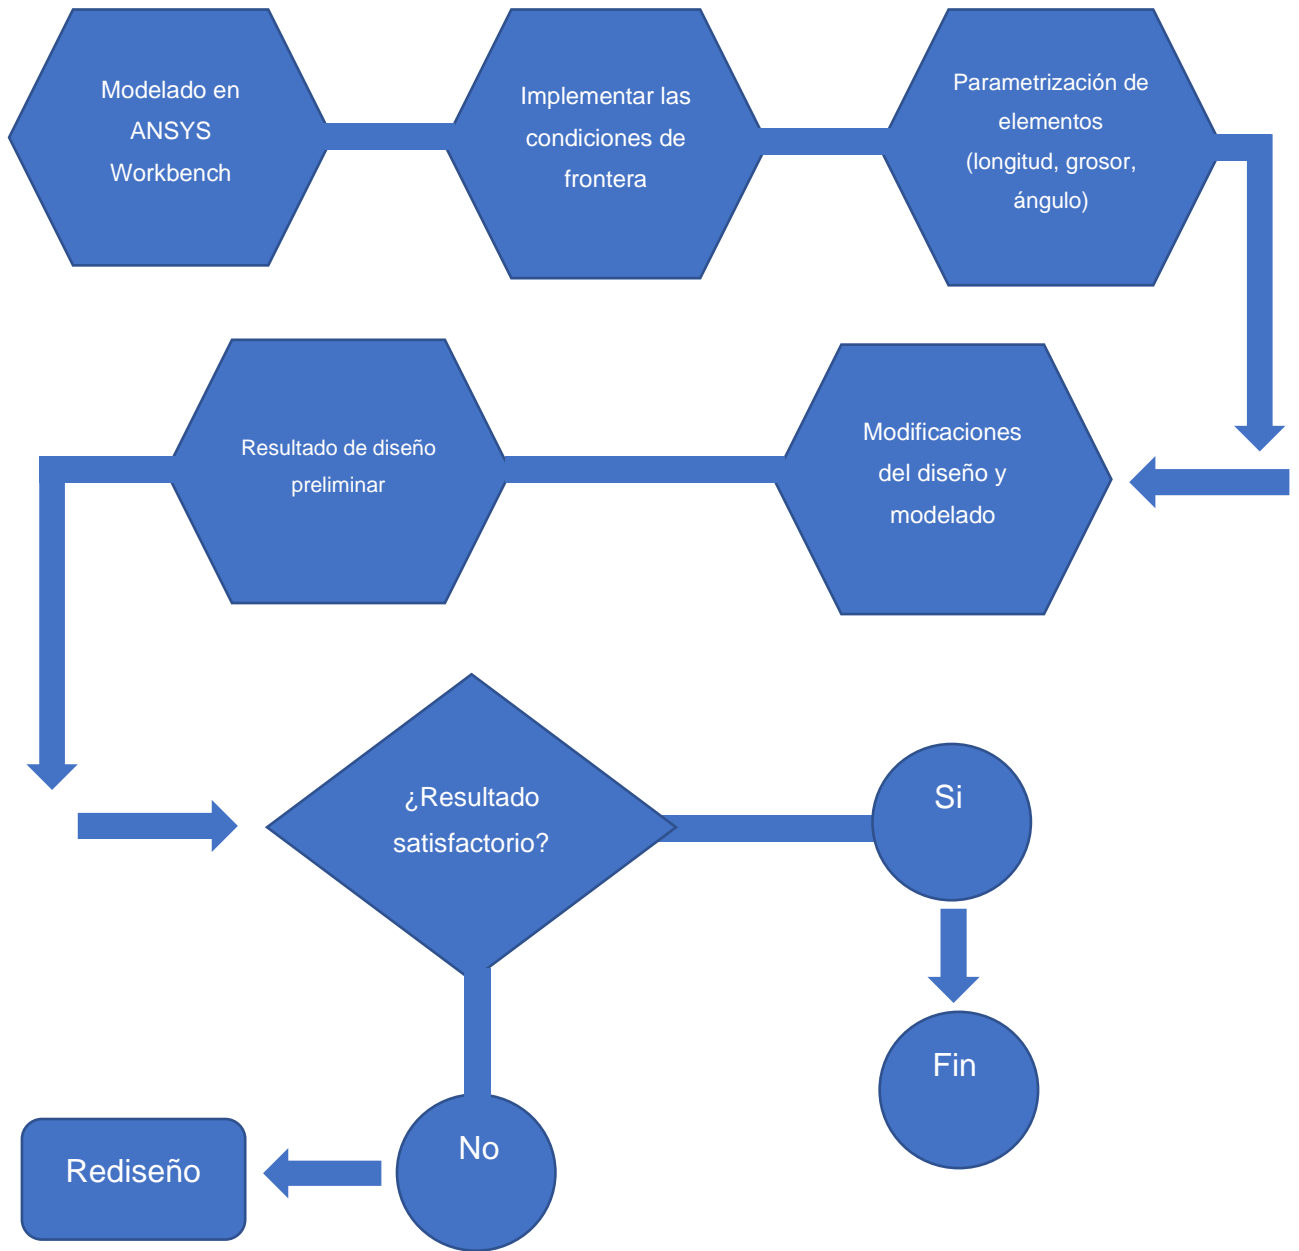 Modelado en
ANSYS
Workbench
Implementar las
condiciones de
frontera
Parametrización de
elementos
(longitud, grosor,
ángulo)
Modificaciones
del diseño y
modelado
Resultado de diseño
preliminar
¿Resultado
satisfactorio?
Si
Fin
No
Rediseño